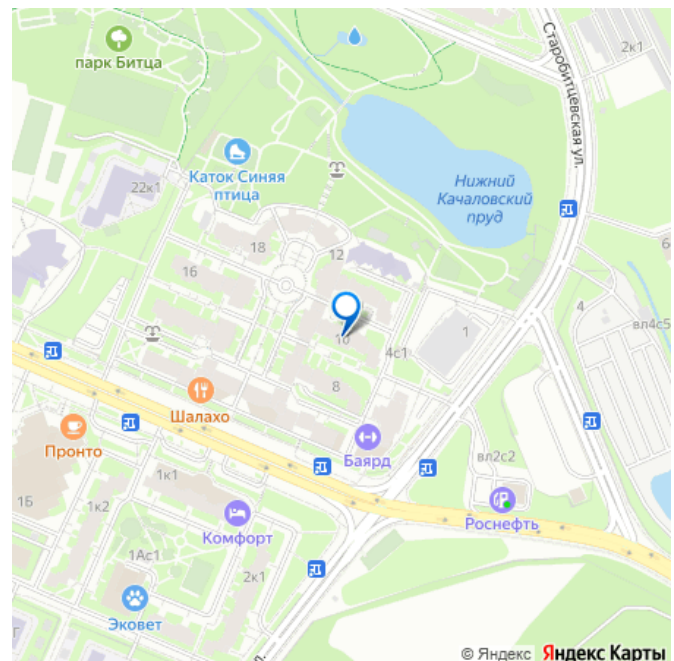 парк Битца
2к1
Старобитцевская ул.
Каток Синяя
птица
22к1
Нижний
Качаловский
пруд
18
12
16
10
1
4
вл4с5
4с1
8
Шалахо
Пронто
Баярд
вл2с2
1к1
1Б
1к2
Роснефть
Комфорт
1Ас1
2к1
Эковет
© Яндекс Яндекс Карты